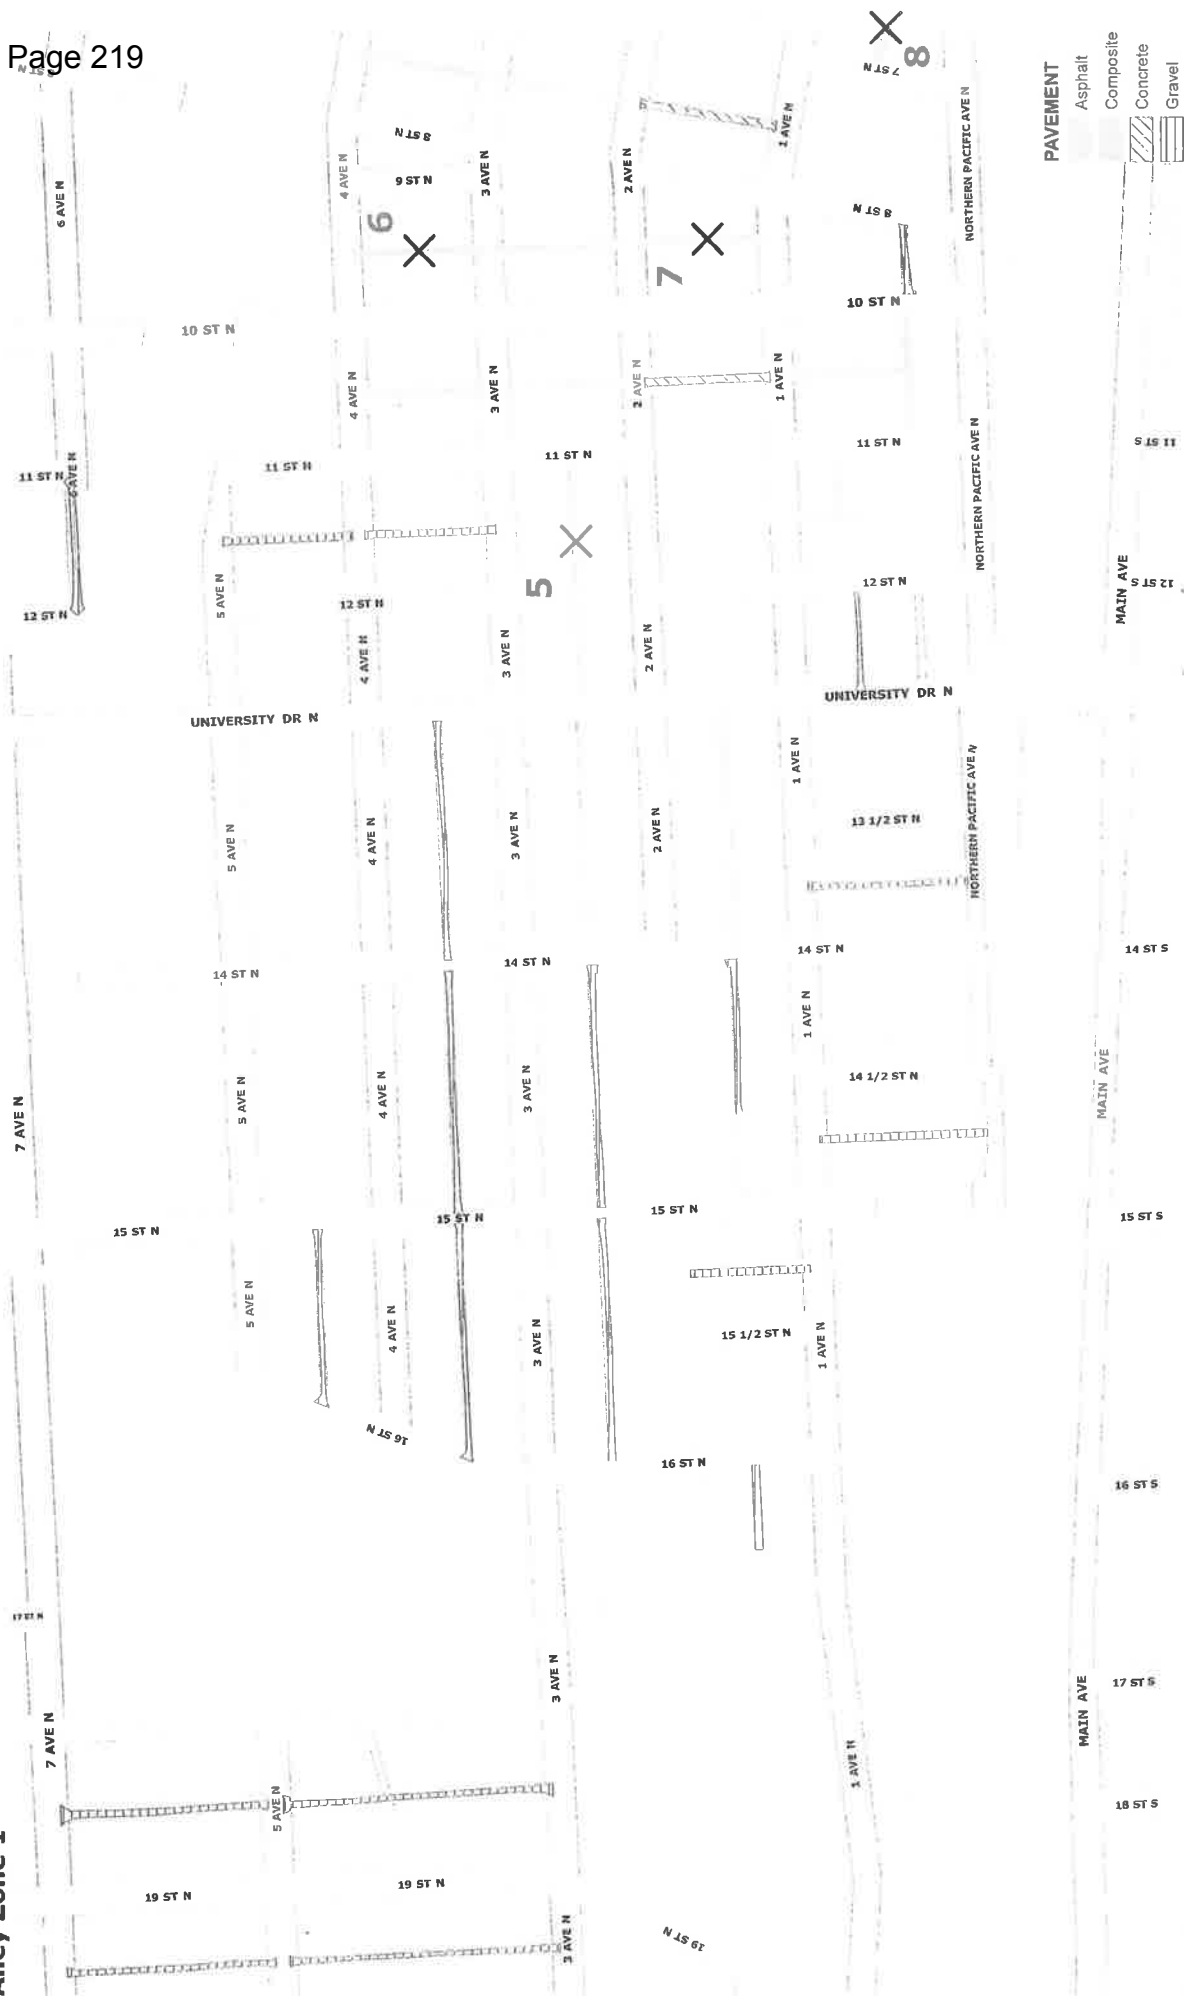 Page 219
7 ST N
8
PAVEMENT
Asphalt
Composite
Concrete
Gravel
6 AVE N
4 AVE N
8 ST N
9 ST N
3 AVE N
2 AVE N
1 AVE N
NORTHERN PACIFIC AVE N
6
7
8 ST N
10 ST N
10 ST N
4 AVE N
3 AVE N
2 AVE N
1 AVE N
11 ST N
6 AVE N
11 ST N
11 ST N
11 ST N
NORTHERN PACIFIC AVE N
11 ST S
5
12 ST N
5 AVE N
12 ST N
12 ST N
MAIN AVE
12 ST S
4 AVE N
3 AVE N
2 AVE N
UNIVERSITY DR N
UNIVERSITY DR N
1 AVE N
5 AVE N
4 AVE N
3 AVE N
2 AVE N
13 1/2 ST N
NORTHERN PACIFIC AVE N
14 ST N
14 ST N
14 ST N
14 ST S
1 AVE N
7 AVE N
5 AVE N
4 AVE N
3 AVE N
14 1/2 ST N
MAIN AVE
15 ST N
15 ST N
15 ST N
15 ST S
5 AVE N
4 AVE N
3 AVE N
15 1/2 ST N
1 AVE N
16 ST N
16 ST N
16 ST S
17 ST N
7 AVE N
3 AVE N
MAIN AVE
17 ST S
5 AVE N
1 AVE N
18 ST S
Zone 1
19 ST N
19 ST N
3 AVE N
19 ST N